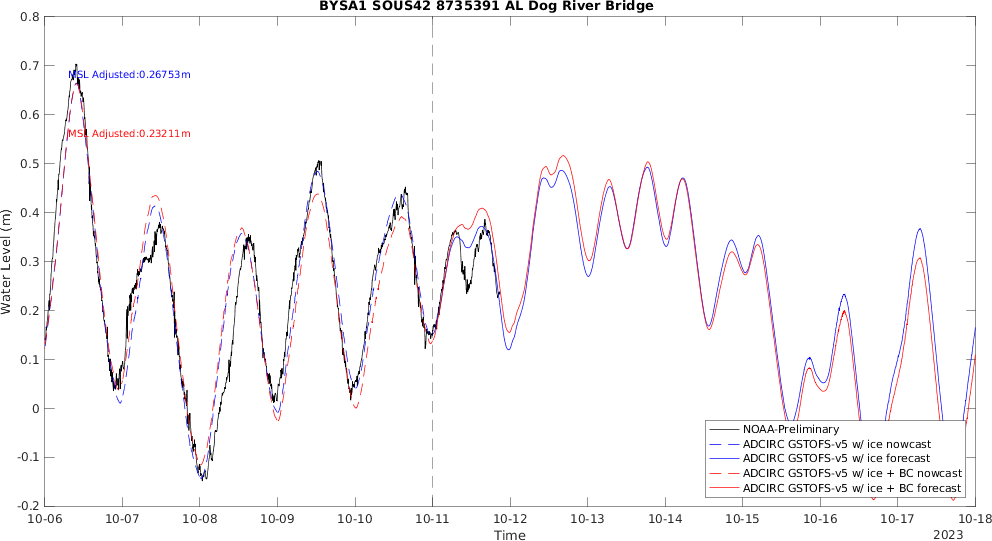 BYSA1 SOUS42 8735391 AL Dog River Bridge
0.8
0.7
0.6
0.5
0.4
0.3
0.2
0.1
0
-0.1
-0.2
Water Level (m)
MSL Adjusted:0.26753m
MSL Adjusted:0.23211m
NOAA-Preliminary
ADCIRC GSTOFS-v5 w/ ice nowcast
ADCIRC GSTOFS-v5 w/ ice forecast
ADCIRC GSTOFS-v5 w/ ice + BC nowcast
ADCIRC GSTOFS-v5 w/ ice + BC forecast
10-06 10-07 10-08 10-09 10-10 10-11 10-12 10-13 10-14 10-15 10-16 10-17 10-18
Time
2023